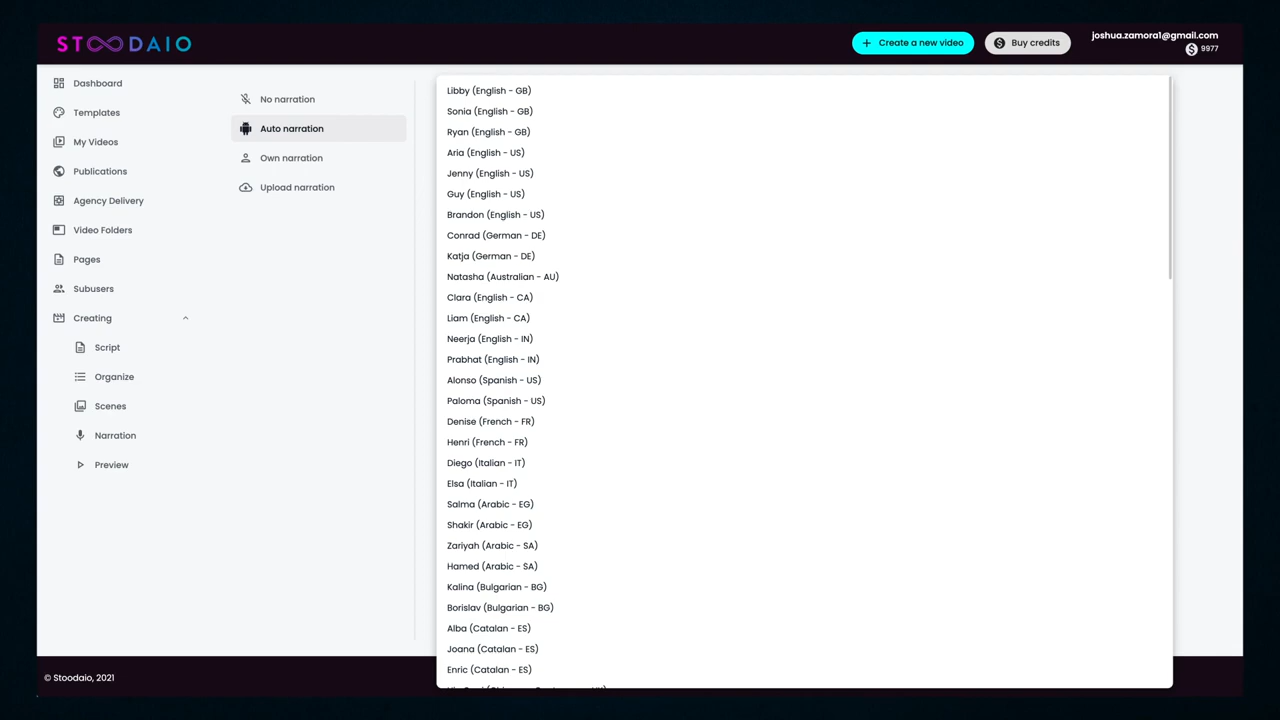 STOODAIO
Create a new video
Buy credits
joshua.zamora1@gmail.com
9977
Dashboard
Templates
My Videos
Publications
Agency Delivery
Video Folders
Pages
Subusers
Creating
Script
Organize
Scenes
Narration
Preview
No narration
Auto narration
Own narration
Upload narration
Libby (English - GB)
Sonia (English - GB)
Ryan (English - GB)
Aria (English - US)
Jenny (English - US)
Guy (English - US)
Brandon (English - US)
Conrad (German - DE)
Katja (German - DE)
Natasha (Australian - AU)
Clara (English - CA)
Liam (English - CA)
Neerja (English - IN)
Prabhat (English - IN)
Alonso (Spanish - US)
Paloma (Spanish - US)
Denise (French - FR)
Henri (French - FR)
Diego (Italian - IT)
Elsa (Italian - IT)
Salma (Arabic - EG)
Shakir (Arabic - EG)
Zariyah (Arabic - SA)
Hamed (Arabic - SA)
Kalina (Bulgarian - BG)
Borislav (Bulgarian - BG)
Alba (Catalan - ES)
Joana (Catalan - ES)
Enric (Catalan - ES)
© Stoodaio, 2021